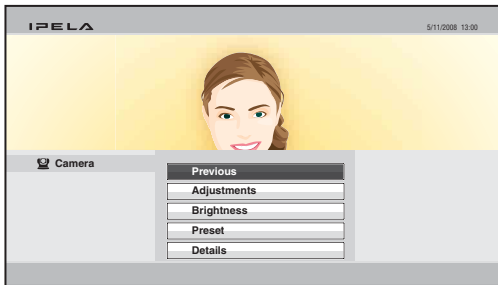 IPELA
5/11/2008 13:00
Camera
Previous
Adjustments
Brightness
Preset
Details